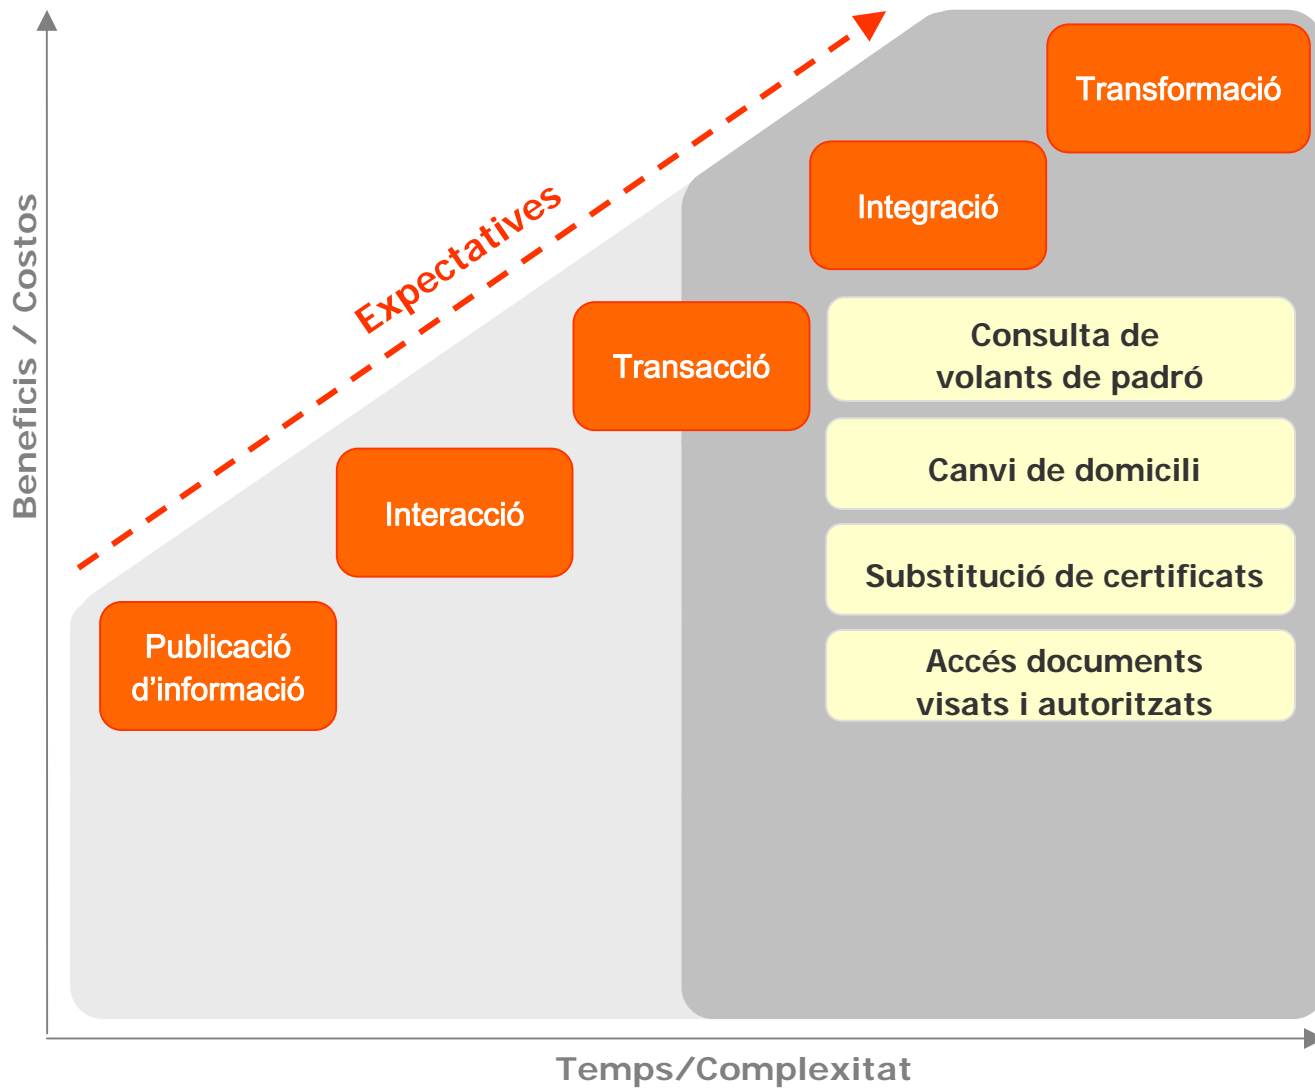 Transformació
Integració
Expectatives
Beneficis / Costos
Transacció
Consulta de
volants de padró
Canvi de domicili
Interacció
Substitució de certificats
Publicació
d’informació
Accés documents
visats i autoritzats
Temps/Complexitat